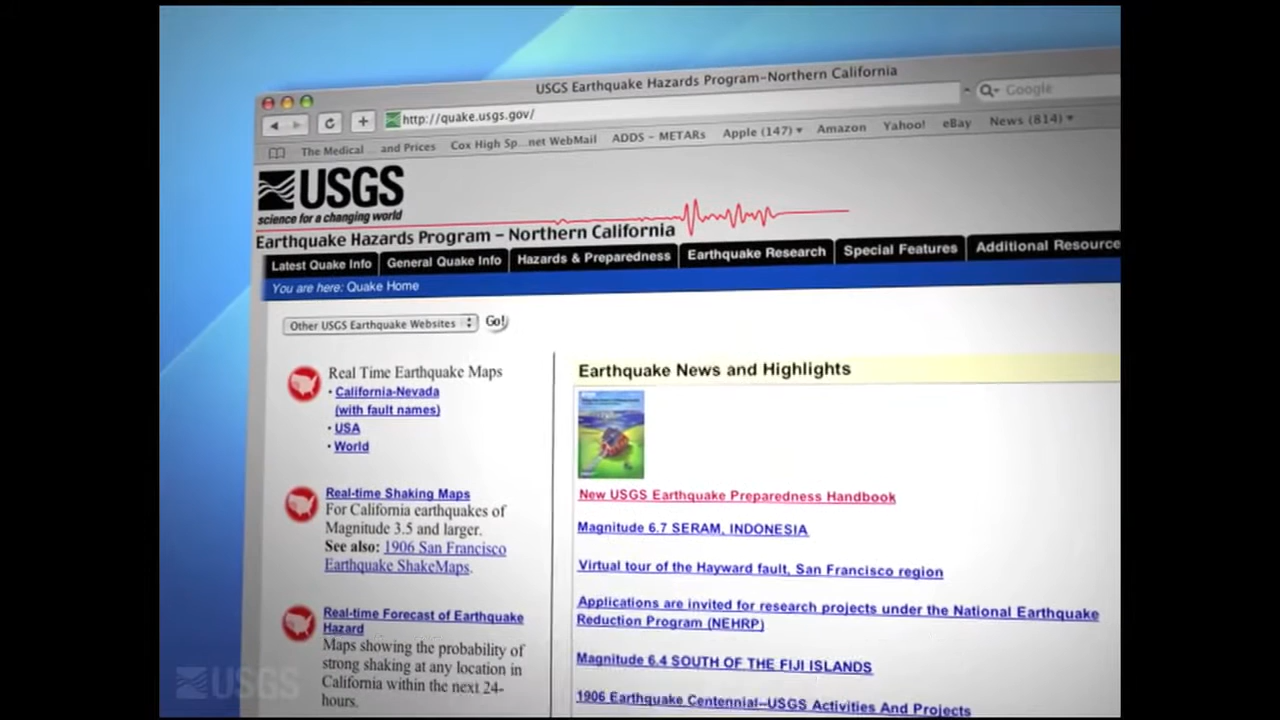 USGS Earthquake Hazards Program-Northern California
http://quake.usgs.gov/
Google
The Medical ... and Prices
Cox High Sp...net WebMail
ADDS - METARs
Apple (147)
Amazon
Yahoo!
eBay
News (814)
USGS
science for a changing world
Earthquake Hazards Program - Northern California
Latest Quake Info
General Quake Info
Hazards & Preparedness
Earthquake Research
Special Features
Additional Resource
You are here: Quake Home
Other USGS Earthquake Websites
Go!
Real Time Earthquake Maps
• California-Nevada
(with fault names)
• USA
• World
Real-time Shaking Maps
For California earthquakes of
Magnitude 3.5 and larger.
See also: 1906 San Francisco
Earthquake ShakeMaps.
Real-time Forecast of Earthquake
Hazard
Maps showing the probability of
strong shaking at any location in
California within the next 24-
hours.
Earthquake News and Highlights
New USGS Earthquake Preparedness Handbook
Magnitude 6.7 SERAM, INDONESIA
Virtual tour of the Hayward fault, San Francisco region
Applications are invited for research projects under the National Earthquake
Reduction Program (NEHRP)
Magnitude 6.4 SOUTH OF THE FIJI ISLANDS
1906 Earthquake Centennial--USGS Activities And Projects
USGS